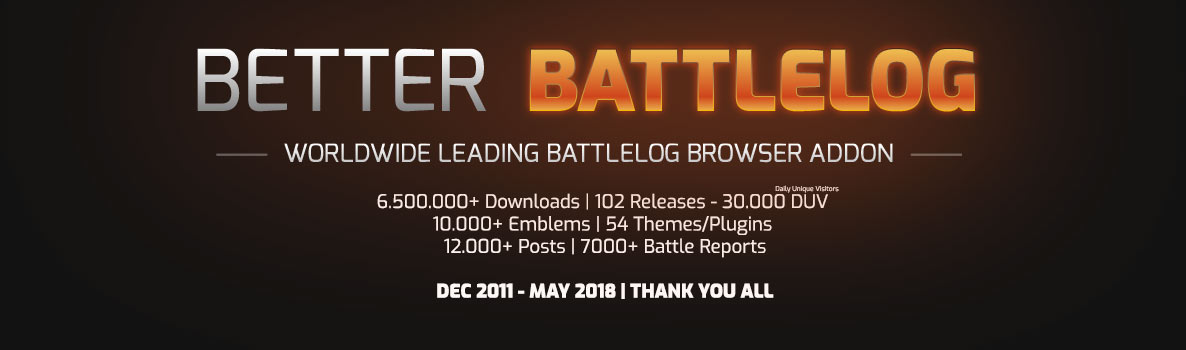 BETTER BATTLELOG
WORLDWIDE LEADING BATTLELOG BROWSER ADDON
Daily Unique Visitors
6.500.000+ Downloads | 102 Releases - 30.000 DUV
10.000+ Emblems | 54 Themes/Plugins
12.000+ Posts | 7000+ Battle Reports
DEC 2011 - MAY 2018 | THANK YOU ALL